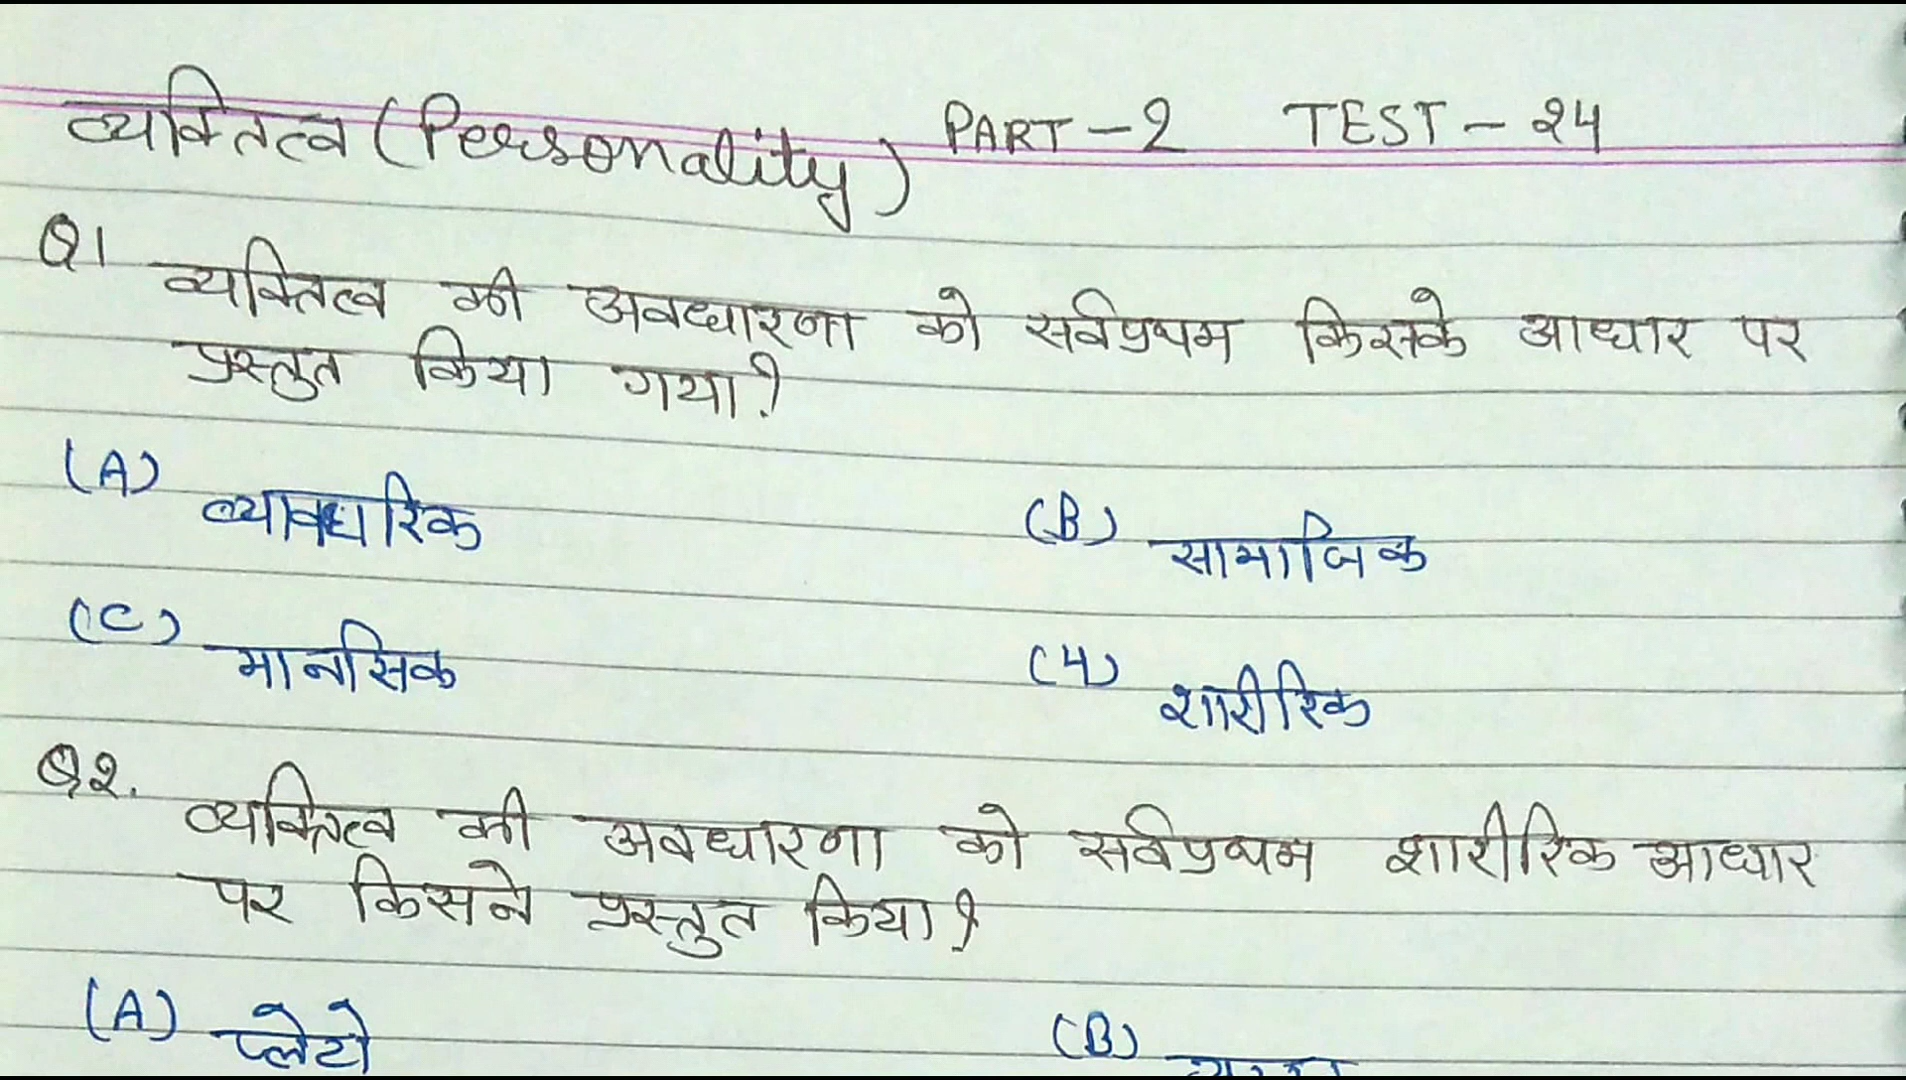 व्यक्तित्व (Personality) PART - 2 TEST - 24
Q1 व्यक्तित्व की अवधारणा को सर्वप्रथम किसके आधार पर
प्रस्तुत किया गया?
(A) व्यावधारिक (B) सामाजिक
(C) मानसिक (4) शारीरिक
Q2. व्यक्तित्व की अवधारणा को सर्वप्रथम शारीरिक आधार
पर किसने प्रस्तुत किया?
(A) प्लेटो (B)